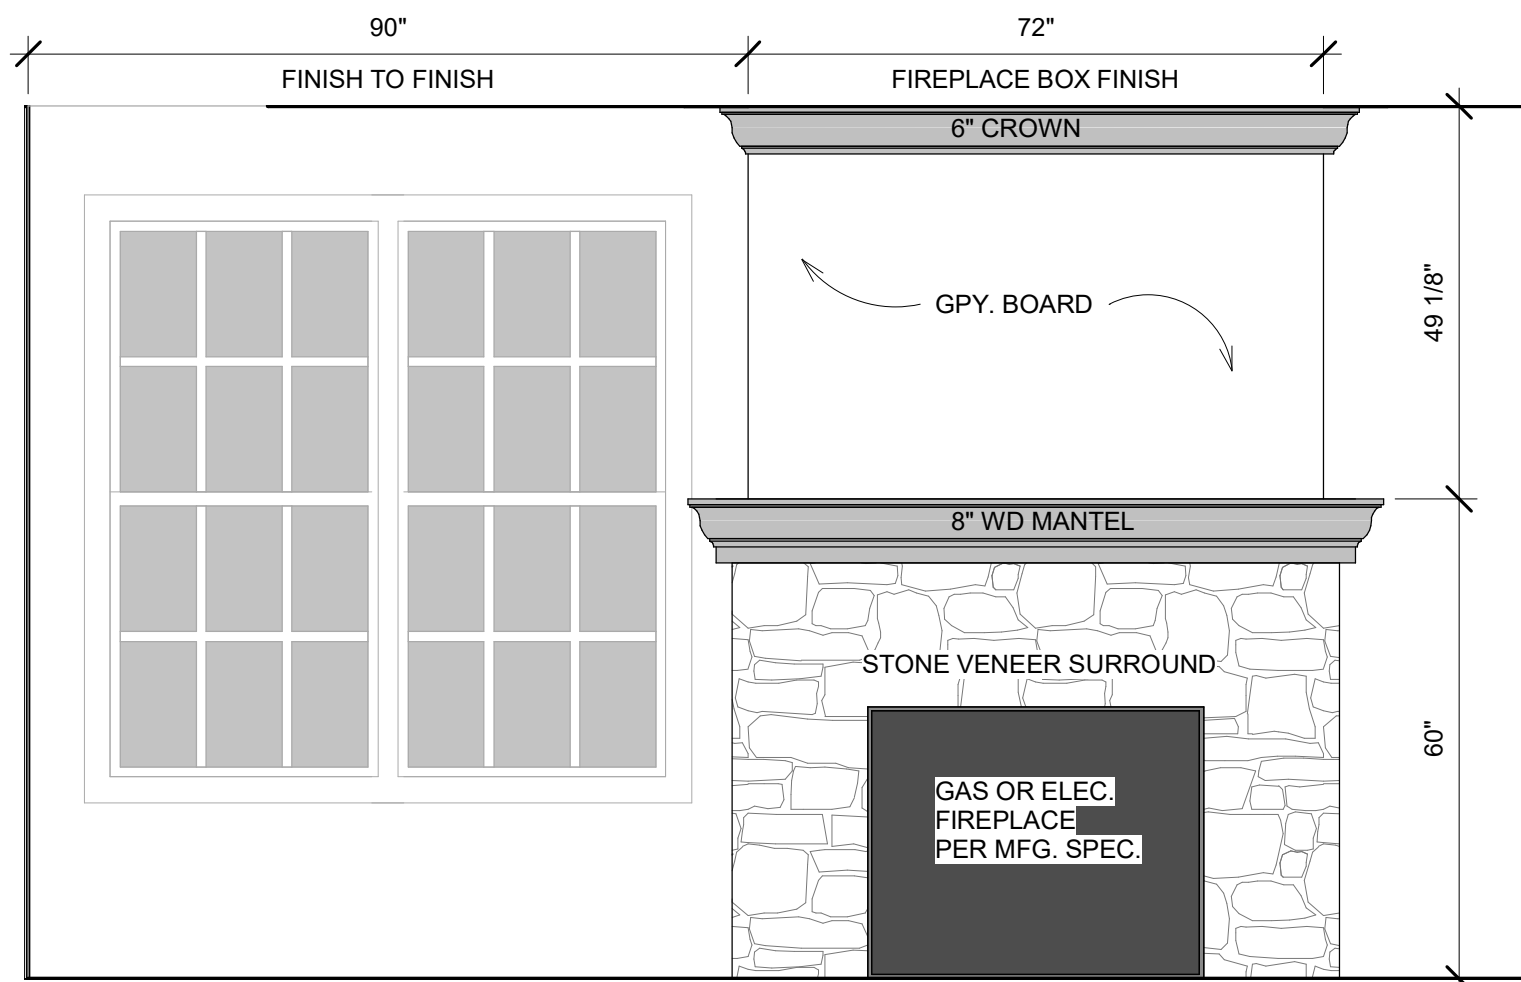 90"
72"
FINISH TO FINISH
FIREPLACE BOX FINISH
6" CROWN
GPY. BOARD
49 1/8"
8" WD MANTEL
STONE VENEER SURROUND
60"
GAS OR ELEC.
FIREPLACE
PER MFG. SPEC.